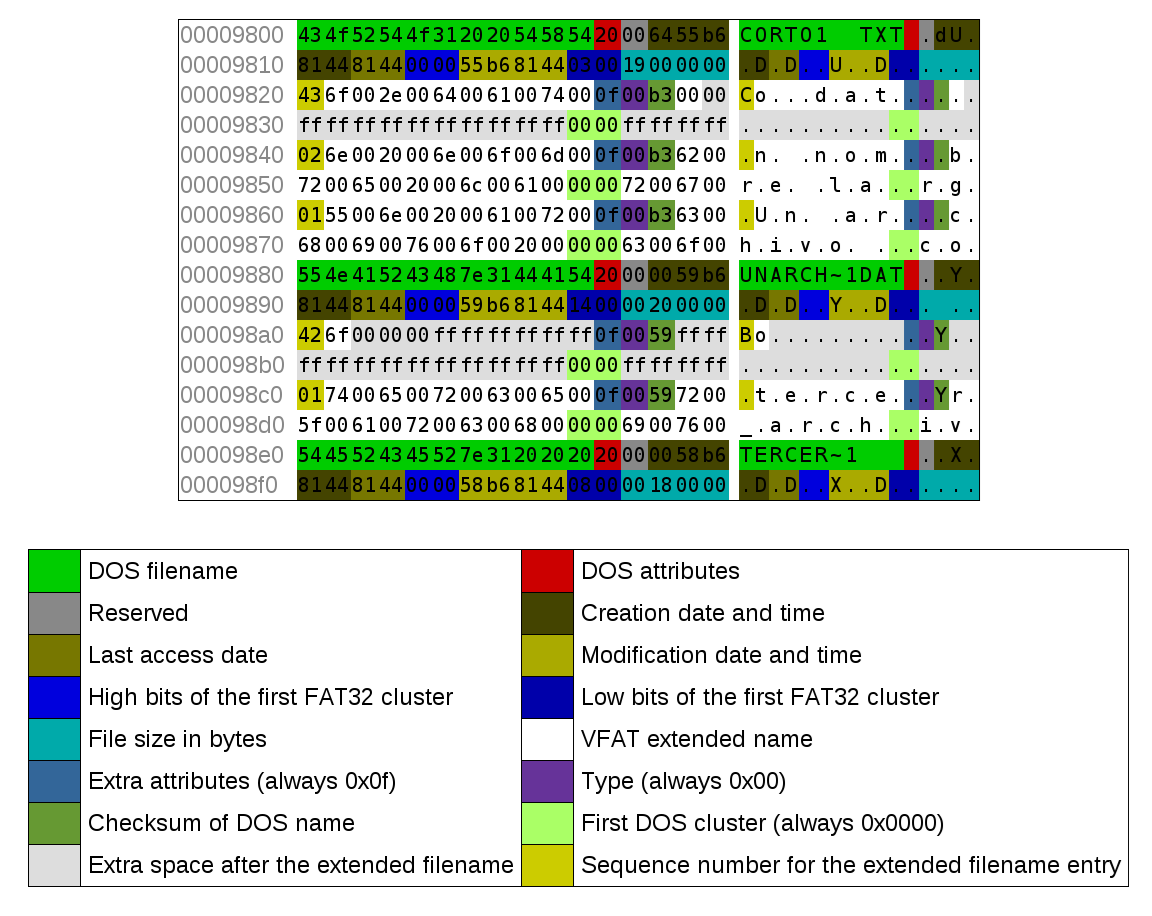 00009800 43 4f 52 54 4f 31 20 20 54 58 54 20 00 64 55 b6 CORTO1  TXT .dU.
00009810 81 44 81 44 00 00 55 b6 81 44 03 00 19 00 00 00 .D.D..U..D......
00009820 43 6f 00 2e 00 64 00 61 00 74 00 0f 00 b3 00 00 Co...d.a.t......
00009830 ff ff ff ff ff ff ff ff ff ff 00 00 ff ff ff ff ................
00009840 02 6e 00 20 00 6e 00 6f 00 6d 00 0f 00 b3 62 00 .n. .n.o.m....b.
00009850 72 00 65 00 20 00 6c 00 61 00 00 00 72 00 67 00 r.e. .l.a...r.g.
00009860 01 55 00 6e 00 20 00 61 00 72 00 0f 00 b3 63 00 .U.n. .a.r....c.
00009870 68 00 69 00 76 00 6f 00 20 00 00 00 63 00 6f 00 h.i.v.o. ...c.o.
00009880 55 4e 41 52 43 48 7e 31 44 41 54 20 00 00 59 b6 UNARCH~1DAT ..Y.
00009890 81 44 81 44 00 00 59 b6 81 44 14 00 00 20 00 00 .D.D..Y..D... ..
000098a0 42 6f 00 00 00 ff ff ff ff ff ff 0f 00 59 ff ff Bo...........Y..
000098b0 ff ff ff ff ff ff ff ff ff ff 00 00 ff ff ff ff ................
000098c0 01 74 00 65 00 72 00 63 00 65 00 0f 00 59 72 00 .t.e.r.c.e...Yr.
000098d0 5f 00 61 00 72 00 63 00 68 00 00 00 69 00 76 00 _.a.r.c.h...i.v.
000098e0 54 45 52 43 45 52 7e 31 20 20 20 20 00 00 58 b6 TERCER~1    ..X.
000098f0 81 44 81 44 00 00 58 b6 81 44 08 00 00 18 00 00 .D.D..X..D......
DOS filename DOS attributes
Reserved Creation date and time
Last access date Modification date and time
High bits of the first FAT32 cluster Low bits of the first FAT32 cluster
File size in bytes VFAT extended name
Extra attributes (always 0x0f) Type (always 0x00)
Checksum of DOS name First DOS cluster (always 0x0000)
Extra space after the extended filename Sequence number for the extended filename entry